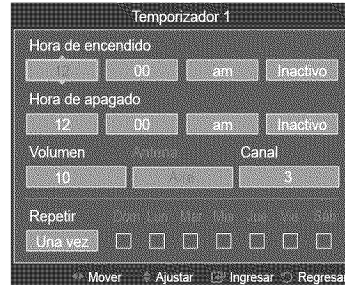 Temporizador 1
Hora de encendido
00 am Inactivo
Hora de apagado
12 00 am Inactivo
Volumen Antena Canal
10 Aire 3
Repetir Dom Lun Mar Mié Jue Vie Sáb
Una vez
Mover Ajustar Ingresar Regresar